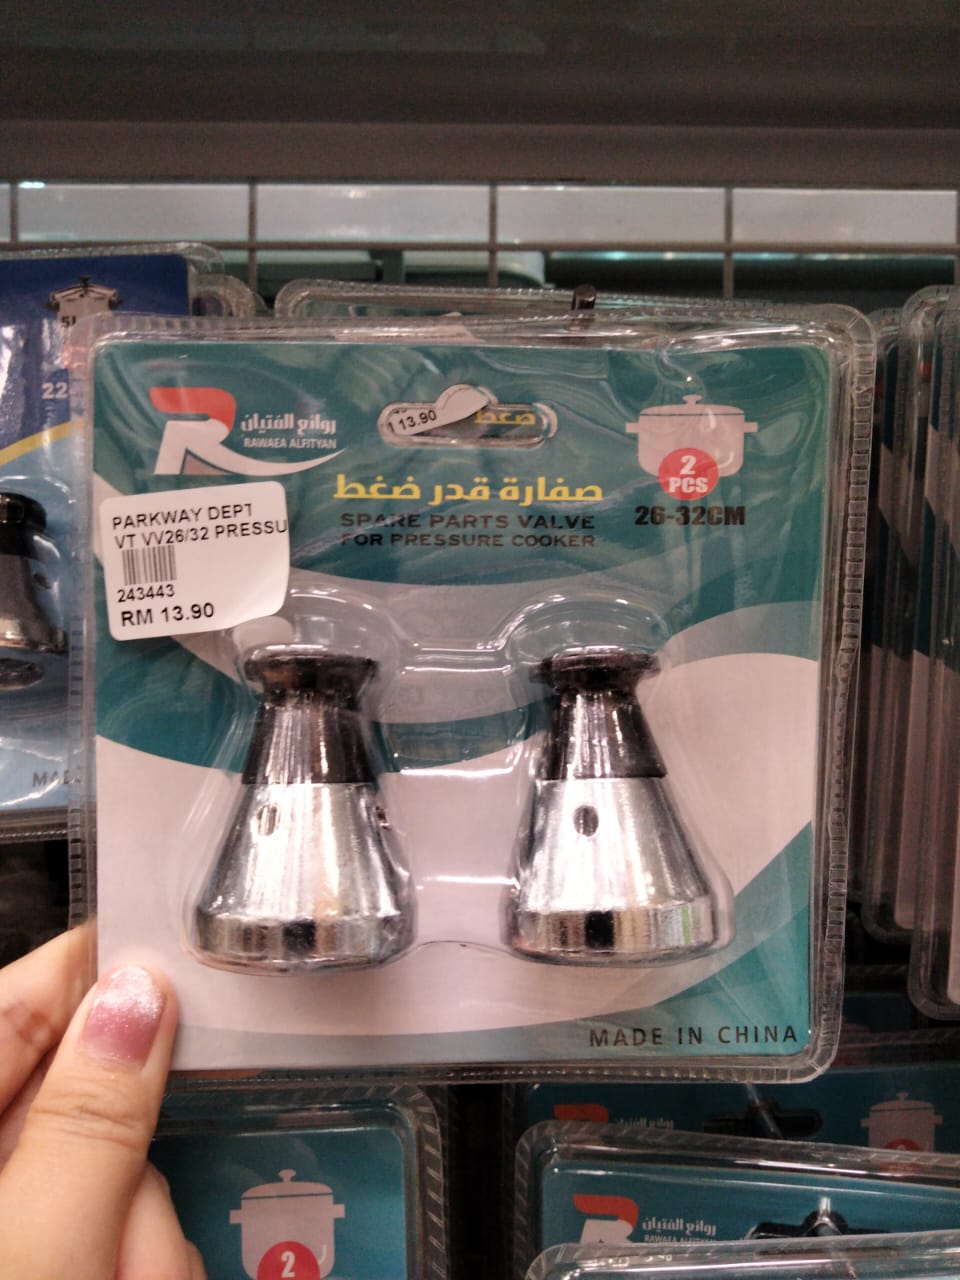 روائع الفتيان
RAWAEA ALFITYAN
13.90
ضغط
2
PCS
26-32CM
صفارة قدر ضغط
SPARE PARTS VALVE
FOR PRESSURE COOKER
PARKWAY DEPT
VT VV26/32 PRESSU
243443
RM 13.90
MADE IN CHINA
22
2
روائع الفتيان
RAWAEA ALFITYAN